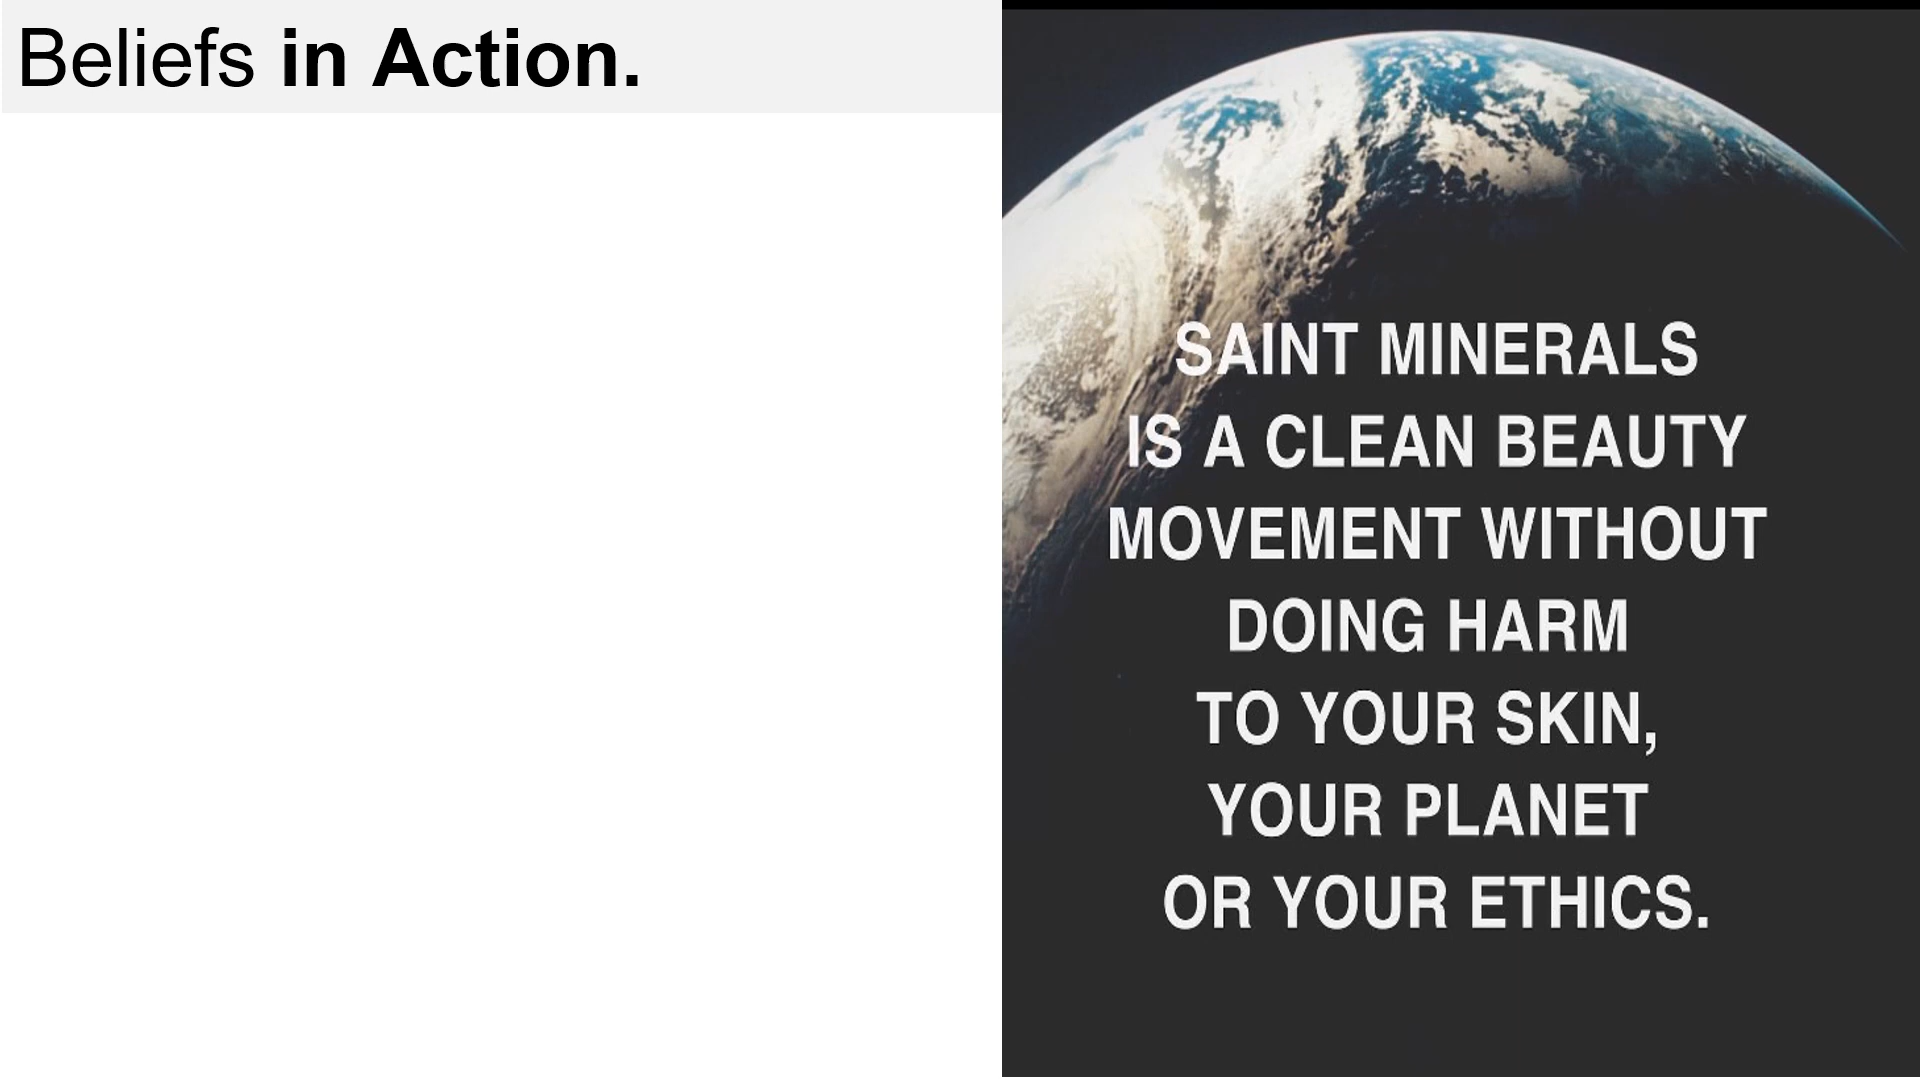 Beliefs in Action.
SAINT MINERALS
IS A CLEAN BEAUTY
MOVEMENT WITHOUT
DOING HARM
TO YOUR SKIN,
YOUR PLANET
OR YOUR ETHICS.